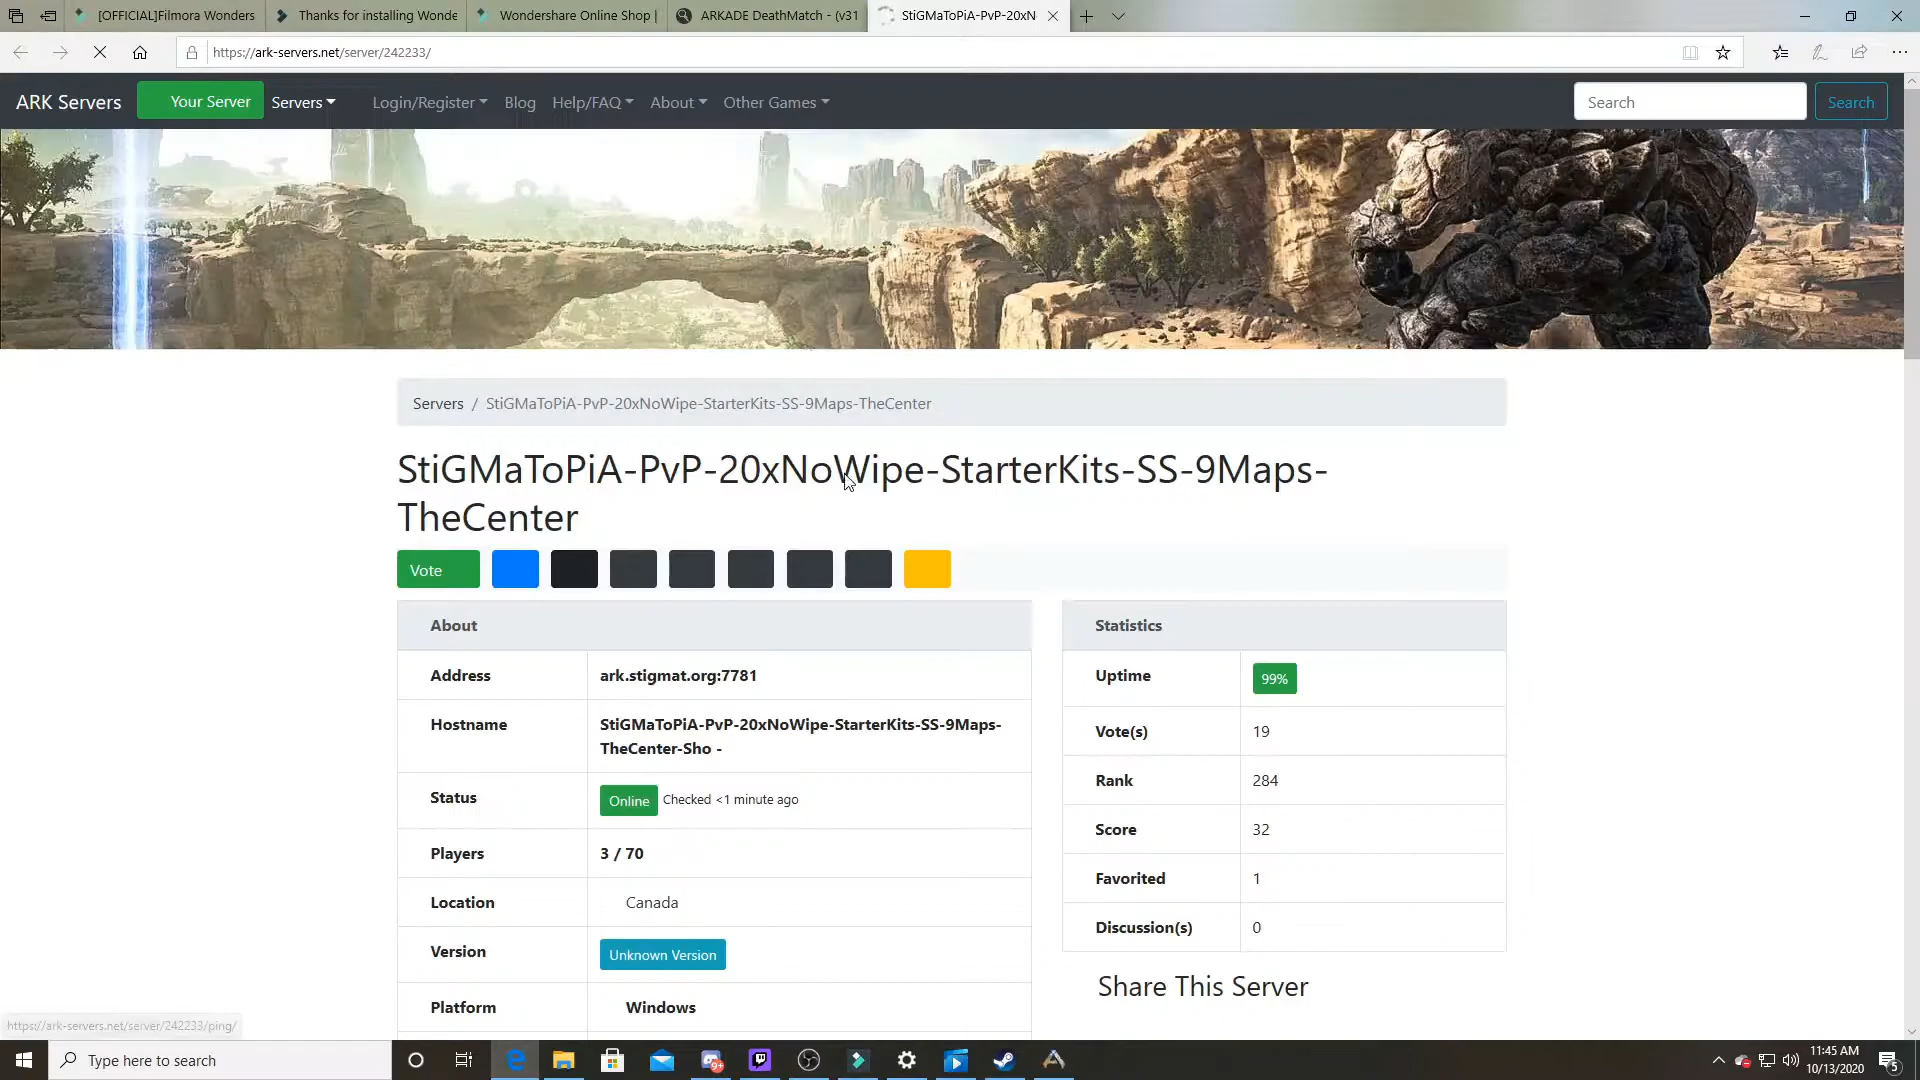 [OFFICIAL]Filmora Wonders
Thanks for installing Wonde
Wondershare Online Shop |
ARKADE DeathMatch - (v31
StiGMaToPiA-PvP-20xN
https://ark-servers.net/server/242233/
ARK Servers
Your Server
Servers
Login/Register
Blog
Help/FAQ
About
Other Games
Search
Search
Servers / StiGMaToPiA-PvP-20xNoWipe-StarterKits-SS-9Maps-TheCenter
StiGMaToPiA-PvP-20xNoWipe-StarterKits-SS-9Maps-
TheCenter
Vote
About
Address ark.stigmat.org:7781
Hostname StiGMaToPiA-PvP-20xNoWipe-StarterKits-SS-9Maps-
TheCenter-Sho -
Status Online Checked <1 minute ago
Players 3 / 70
Location Canada
Version Unknown Version
Platform Windows
Statistics
Uptime 99%
Vote(s) 19
Rank 284
Score 32
Favorited 1
Discussion(s) 0
Share This Server
https://ark-servers.net/server/242233/ping/
Type here to search
9+
11:45 AM
10/13/2020
5